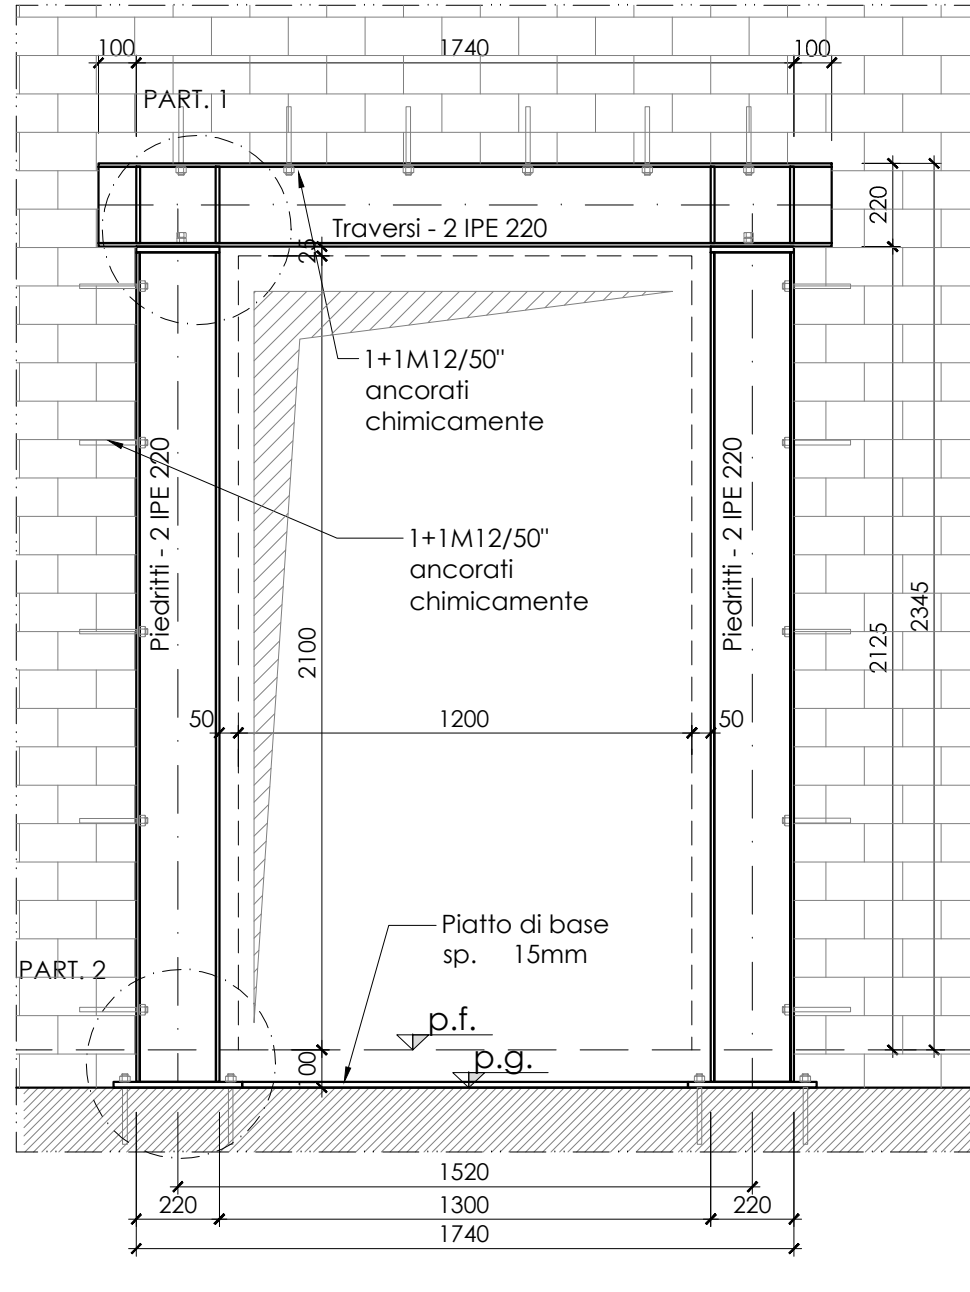 100
1740
100
PART. 1
220
Traversi - 2 IPE 220
25
1+1M12/50"
ancorati
chimicamente
Piedritti - 2 IPE 220
Piedritti - 2 IPE 220
1+1M12/50"
ancorati
chimicamente
2345
2125
2100
50
1200
50
Piatto di base
sp. 15mm
PART. 2
p.f.
p.g.
100
1520
220
1300
220
1740